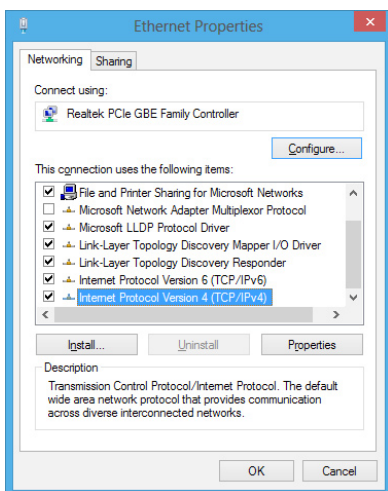 Ethernet Properties
Networking
Sharing
Connect using:
Realtek PCIe GBE Family Controller
Configure...
This connection uses the following items:
File and Printer Sharing for Microsoft Networks
Microsoft Network Adapter Multiplexor Protocol
Microsoft LLDP Protocol Driver
Link-Layer Topology Discovery Mapper I/O Driver
Link-Layer Topology Discovery Responder
Internet Protocol Version 6 (TCP/IPv6)
Internet Protocol Version 4 (TCP/IPv4)
Install...
Uninstall
Properties
Description
Transmission Control Protocol/Internet Protocol. The default
wide area network protocol that provides communication
across diverse interconnected networks.
OK
Cancel